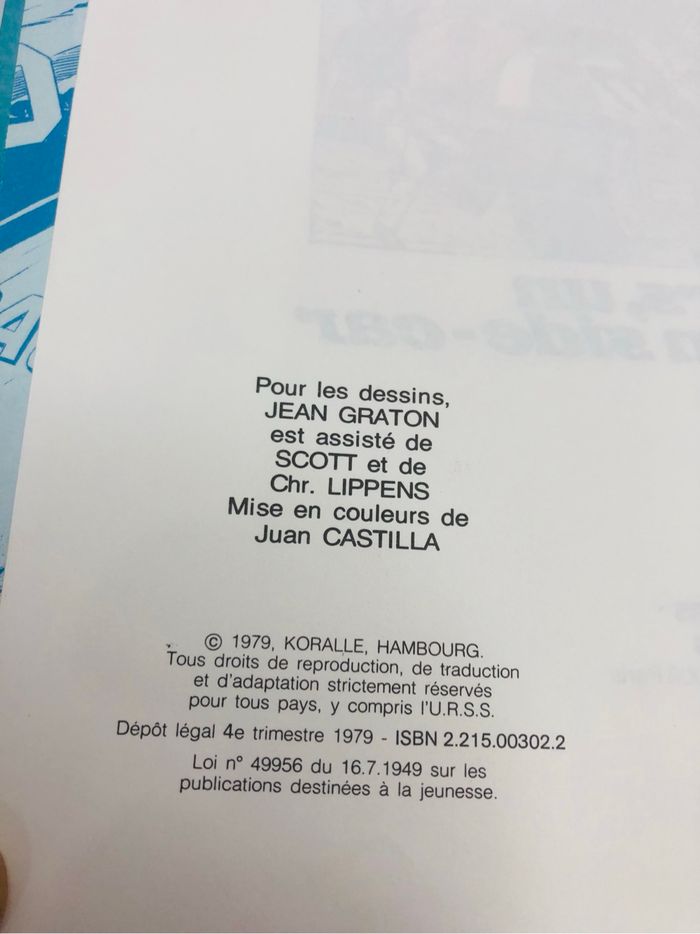 Pour les dessins,
JEAN GRATON
est assisté de
SCOTT et de
Chr. LIPPENS
Mise en couleurs de
Juan CASTILLA
© 1979, KORALLE, HAMBOURG.
Tous droits de reproduction, de traduction
et d'adaptation strictement réservés
pour tous pays, y compris l'U.R.S.S.
Dépôt légal 4e trimestre 1979 - ISBN 2.215.00302.2
Loi n° 49956 du 16.7.1949 sur les
publications destinées à la jeunesse.